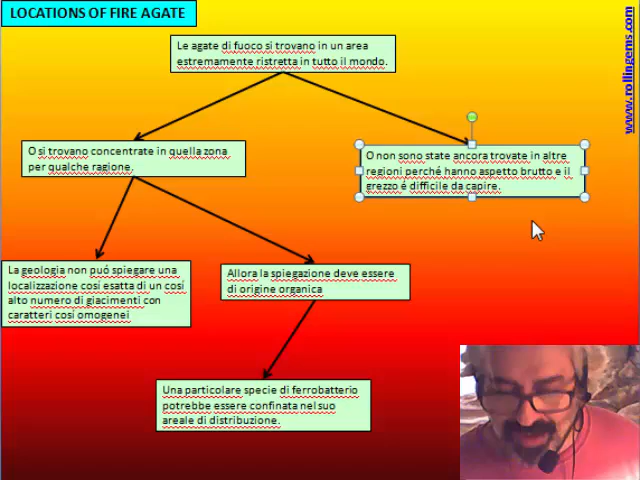 LOCATIONS OF FIRE AGATE
www.rollingems.com
Le agate di fuoco si trovano in un area
estremamente ristretta in tutto il mondo.
O si trovano concentrate in quella zona
per qualche ragione.
O non sono state ancora trovate in altre
regioni perché hanno aspetto brutto e il
grezzo é difficile da capire.
La geologia non puó spiegare una
localizzazione cosí esatta di un cosí
alto numero di giacimenti con
caratteri cosí omogenei
Allora la spiegazione deve essere
di origine organica
Una particolare specie di ferrobatterio
potrebbe essere confinata nel suo
areale di distribuzione.